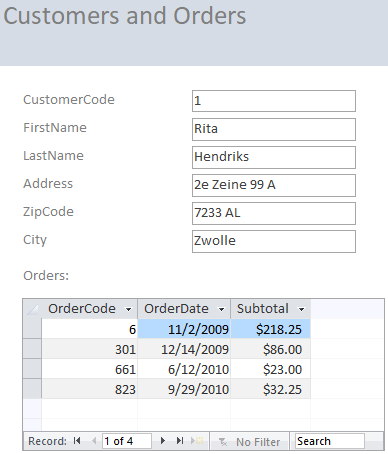 Customers and Orders
CustomerCode 1
FirstName Rita
LastName Hendriks
Address 2e Zeine 99 A
ZipCode 7233 AL
City Zwolle
Orders:
OrderCode OrderDate Subtotal
6 11/2/2009 $218.25
301 12/14/2009 $86.00
661 6/12/2010 $23.00
823 9/29/2010 $32.25
Record: 1 of 4 No Filter Search